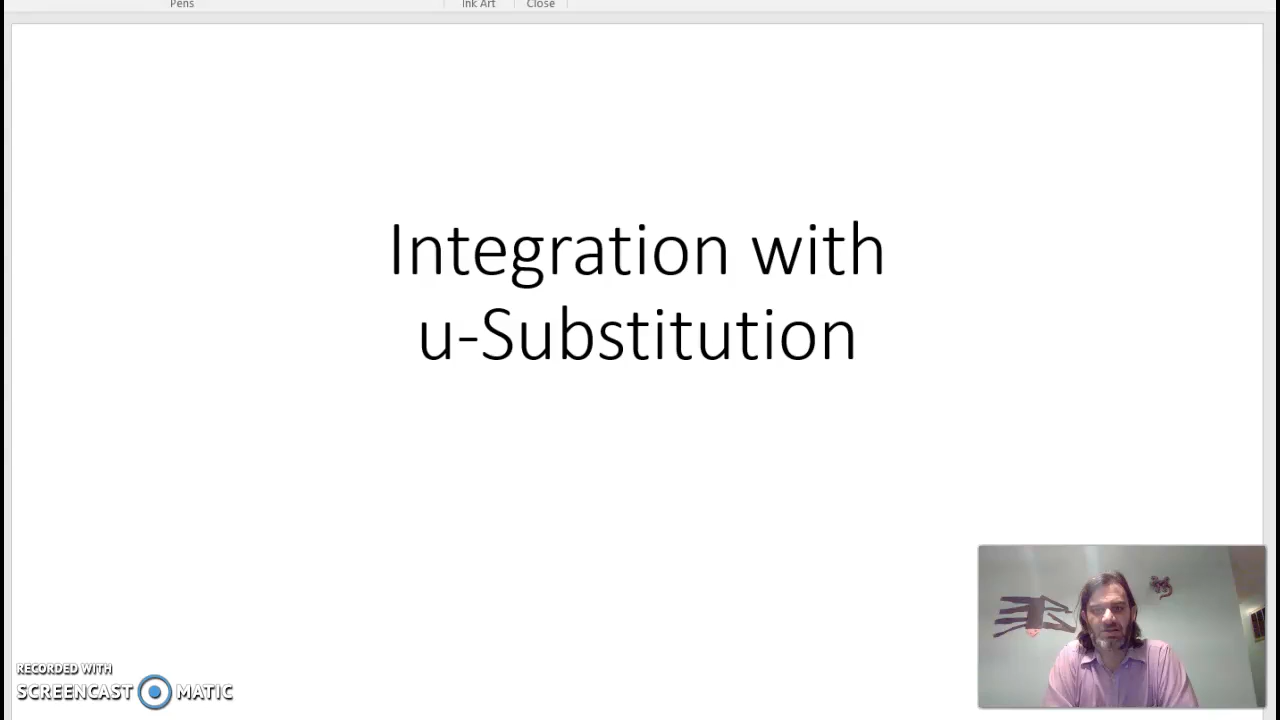 Pens
Ink Art
Close
Integration with
u-Substitution
RECORDED WITH
SCREENCAST MATIC